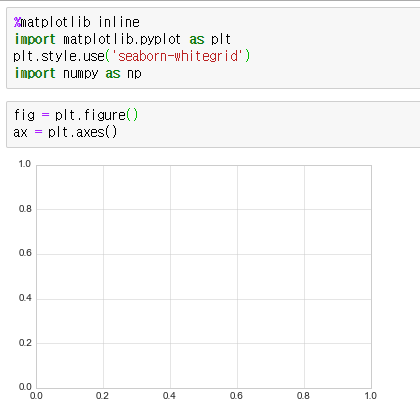 %matplotlib inline
import matplotlib.pyplot as plt
plt.style.use('seaborn-whitegrid')
import numpy as np
fig = plt.figure()
ax = plt.axes()
1.0
0.8
0.6
0.4
0.2
0.0
0.0 0.2 0.4 0.6 0.8 1.0